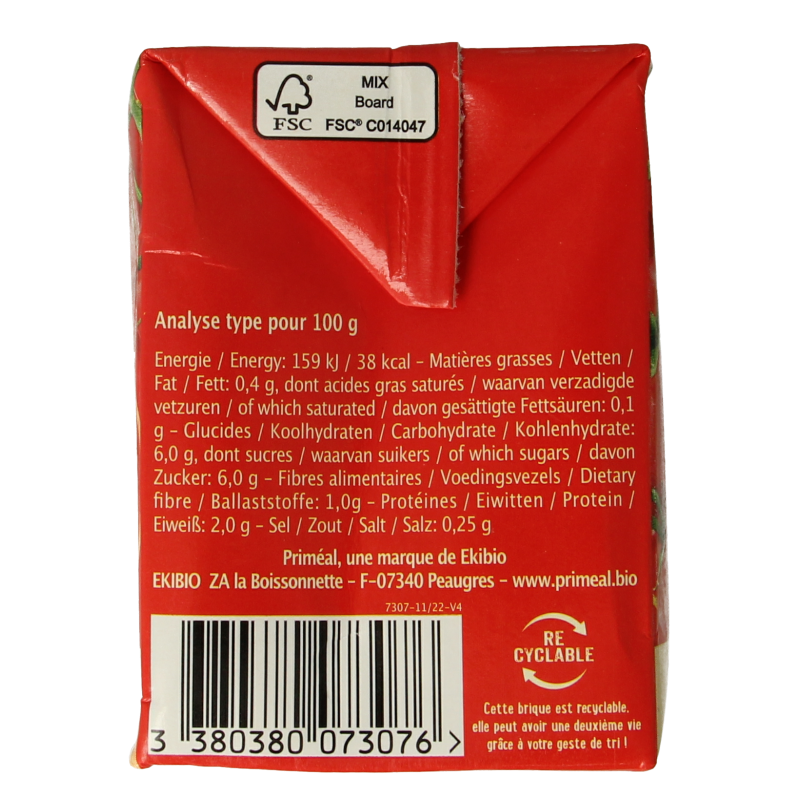 MIX
Board
FSC® C014047
®
FSC
Analyse type pour 100 g
Energie / Energy: 159 kJ / 38 kcal – Matières grasses / Vetten /
Fat / Fett: 0,4 g, dont acides gras saturés / waarvan verzadigde
vetzuren / of which saturated / davon gesättigte Fettsäuren: 0,1
g – Glucides / Koolhydraten / Carbohydrate / Kohlenhydrate:
6,0 g, dont sucres / waarvan suikers / of which sugars / davon
Zucker: 6,0 g – Fibres alimentaires / Voedingsvezels / Dietary
fibre / Ballaststoffe: 1,0g – Protéines / Eiwitten / Protein /
Eiweiß: 2,0 g – Sel / Zout / Salt / Salz: 0,25 g
Priméal, une marque de Ekibio
EKIBIO ZA la Boissonnette – F-07340 Peaugres – www.primeal.bio
7307-11/22-V4
3 380380 073076 >
RE
CYCLABLE
Cette brique est recyclable,
elle peut avoir une deuxième vie
grâce à votre geste de tri !